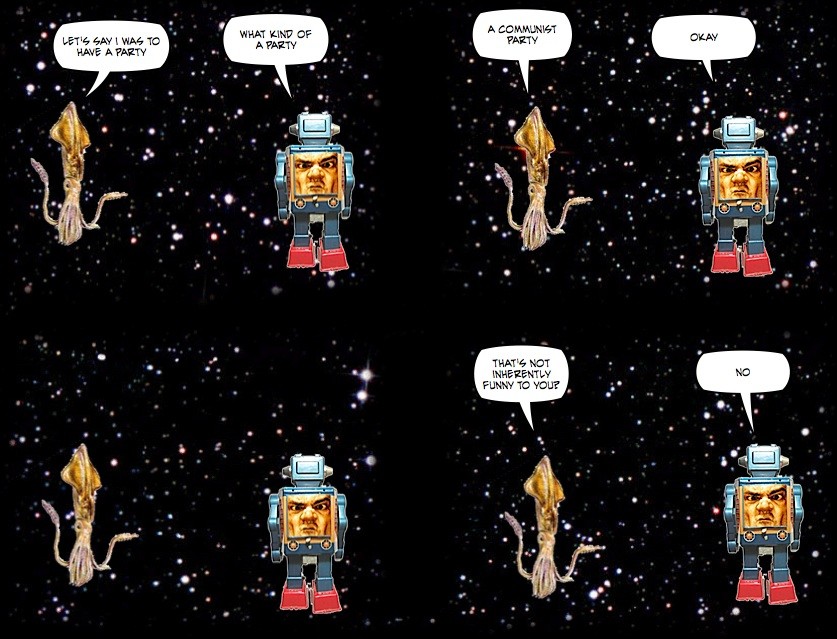 LET'S SAY I WAS TO
HAVE A PARTY
WHAT KIND OF
A PARTY
A COMMUNIST
PARTY
OKAY
THAT'S NOT
INHERENTLY
FUNNY TO YOU?
NO